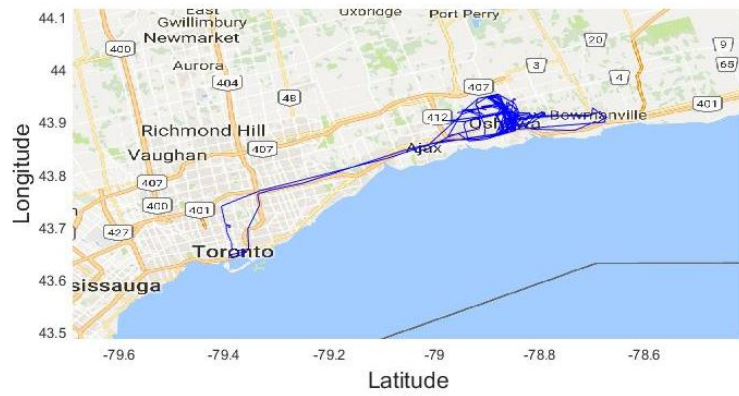 44.1
44
43.9
43.8
43.7
43.6
43.5
Longitude
-79.6
-79.4
-79.2
-79
-78.8
-78.6
Latitude
East
Gwillimbury
Newmarket
Aurora
Uxbridge
Port Perry
400
404
48
407
3
20
4
9
65
401
412
Oshawa
Bowmanville
Ajax
Richmond Hill
Vaughan
407
407
400
401
427
Toronto
ssissauga